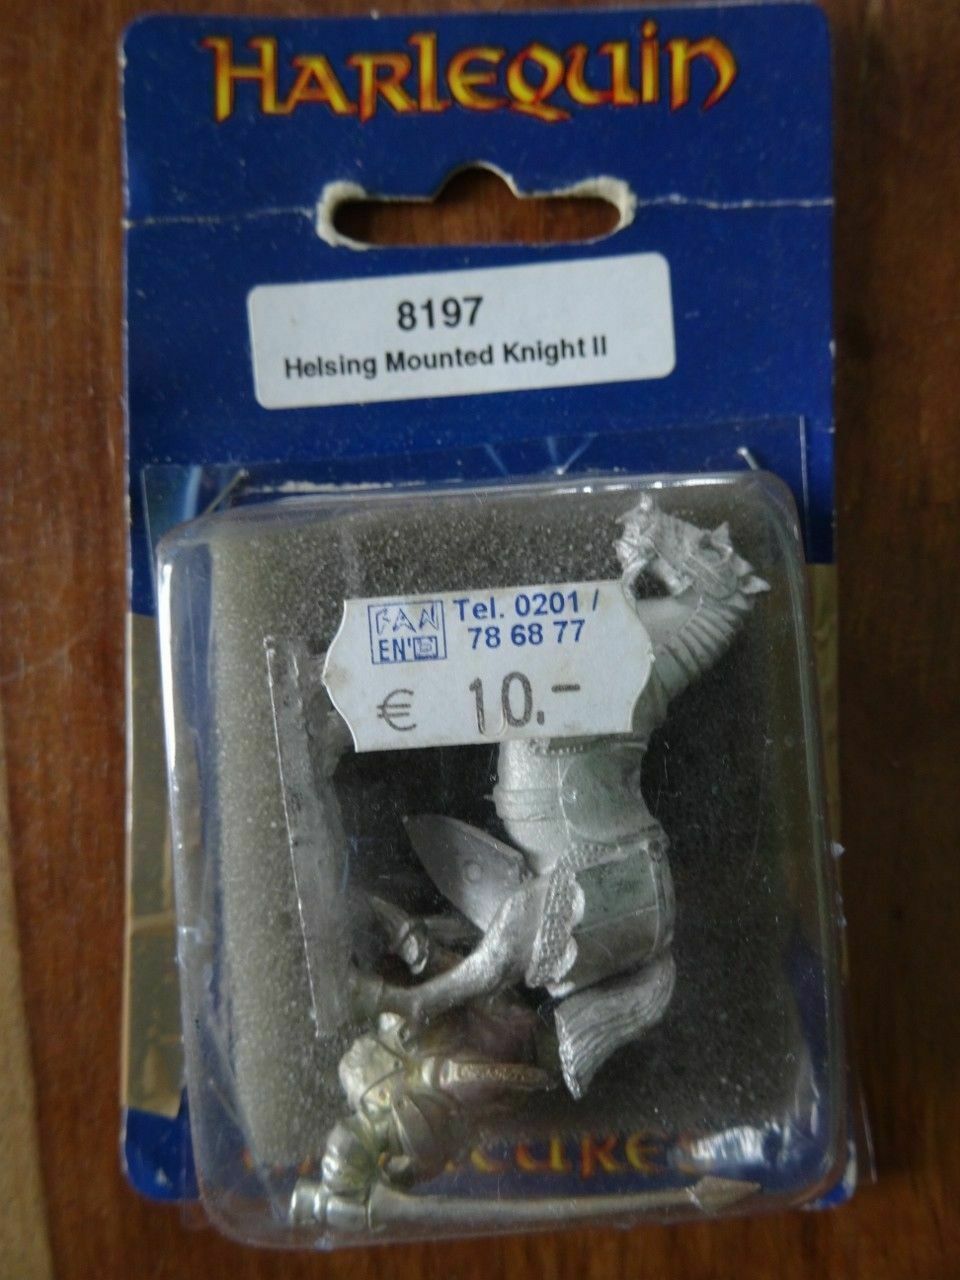 Harlequin
8197
Helsing Mounted Knight II
FAN EN'B
Tel. 0201 /
78 68 77
€ 10.-